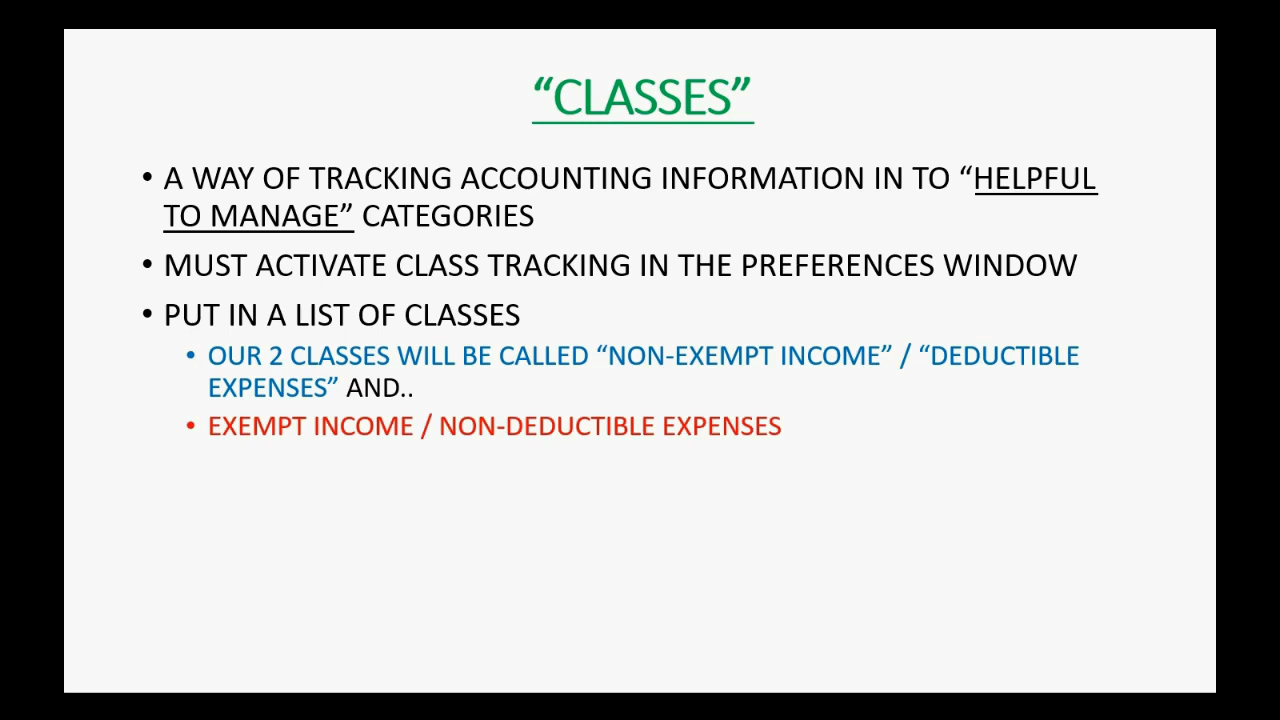 “CLASSES”
• A WAY OF TRACKING ACCOUNTING INFORMATION IN TO “HELPFUL
TO MANAGE” CATEGORIES
• MUST ACTIVATE CLASS TRACKING IN THE PREFERENCES WINDOW
• PUT IN A LIST OF CLASSES
• OUR 2 CLASSES WILL BE CALLED “NON-EXEMPT INCOME” / “DEDUCTIBLE
EXPENSES” AND..
• EXEMPT INCOME / NON-DEDUCTIBLE EXPENSES